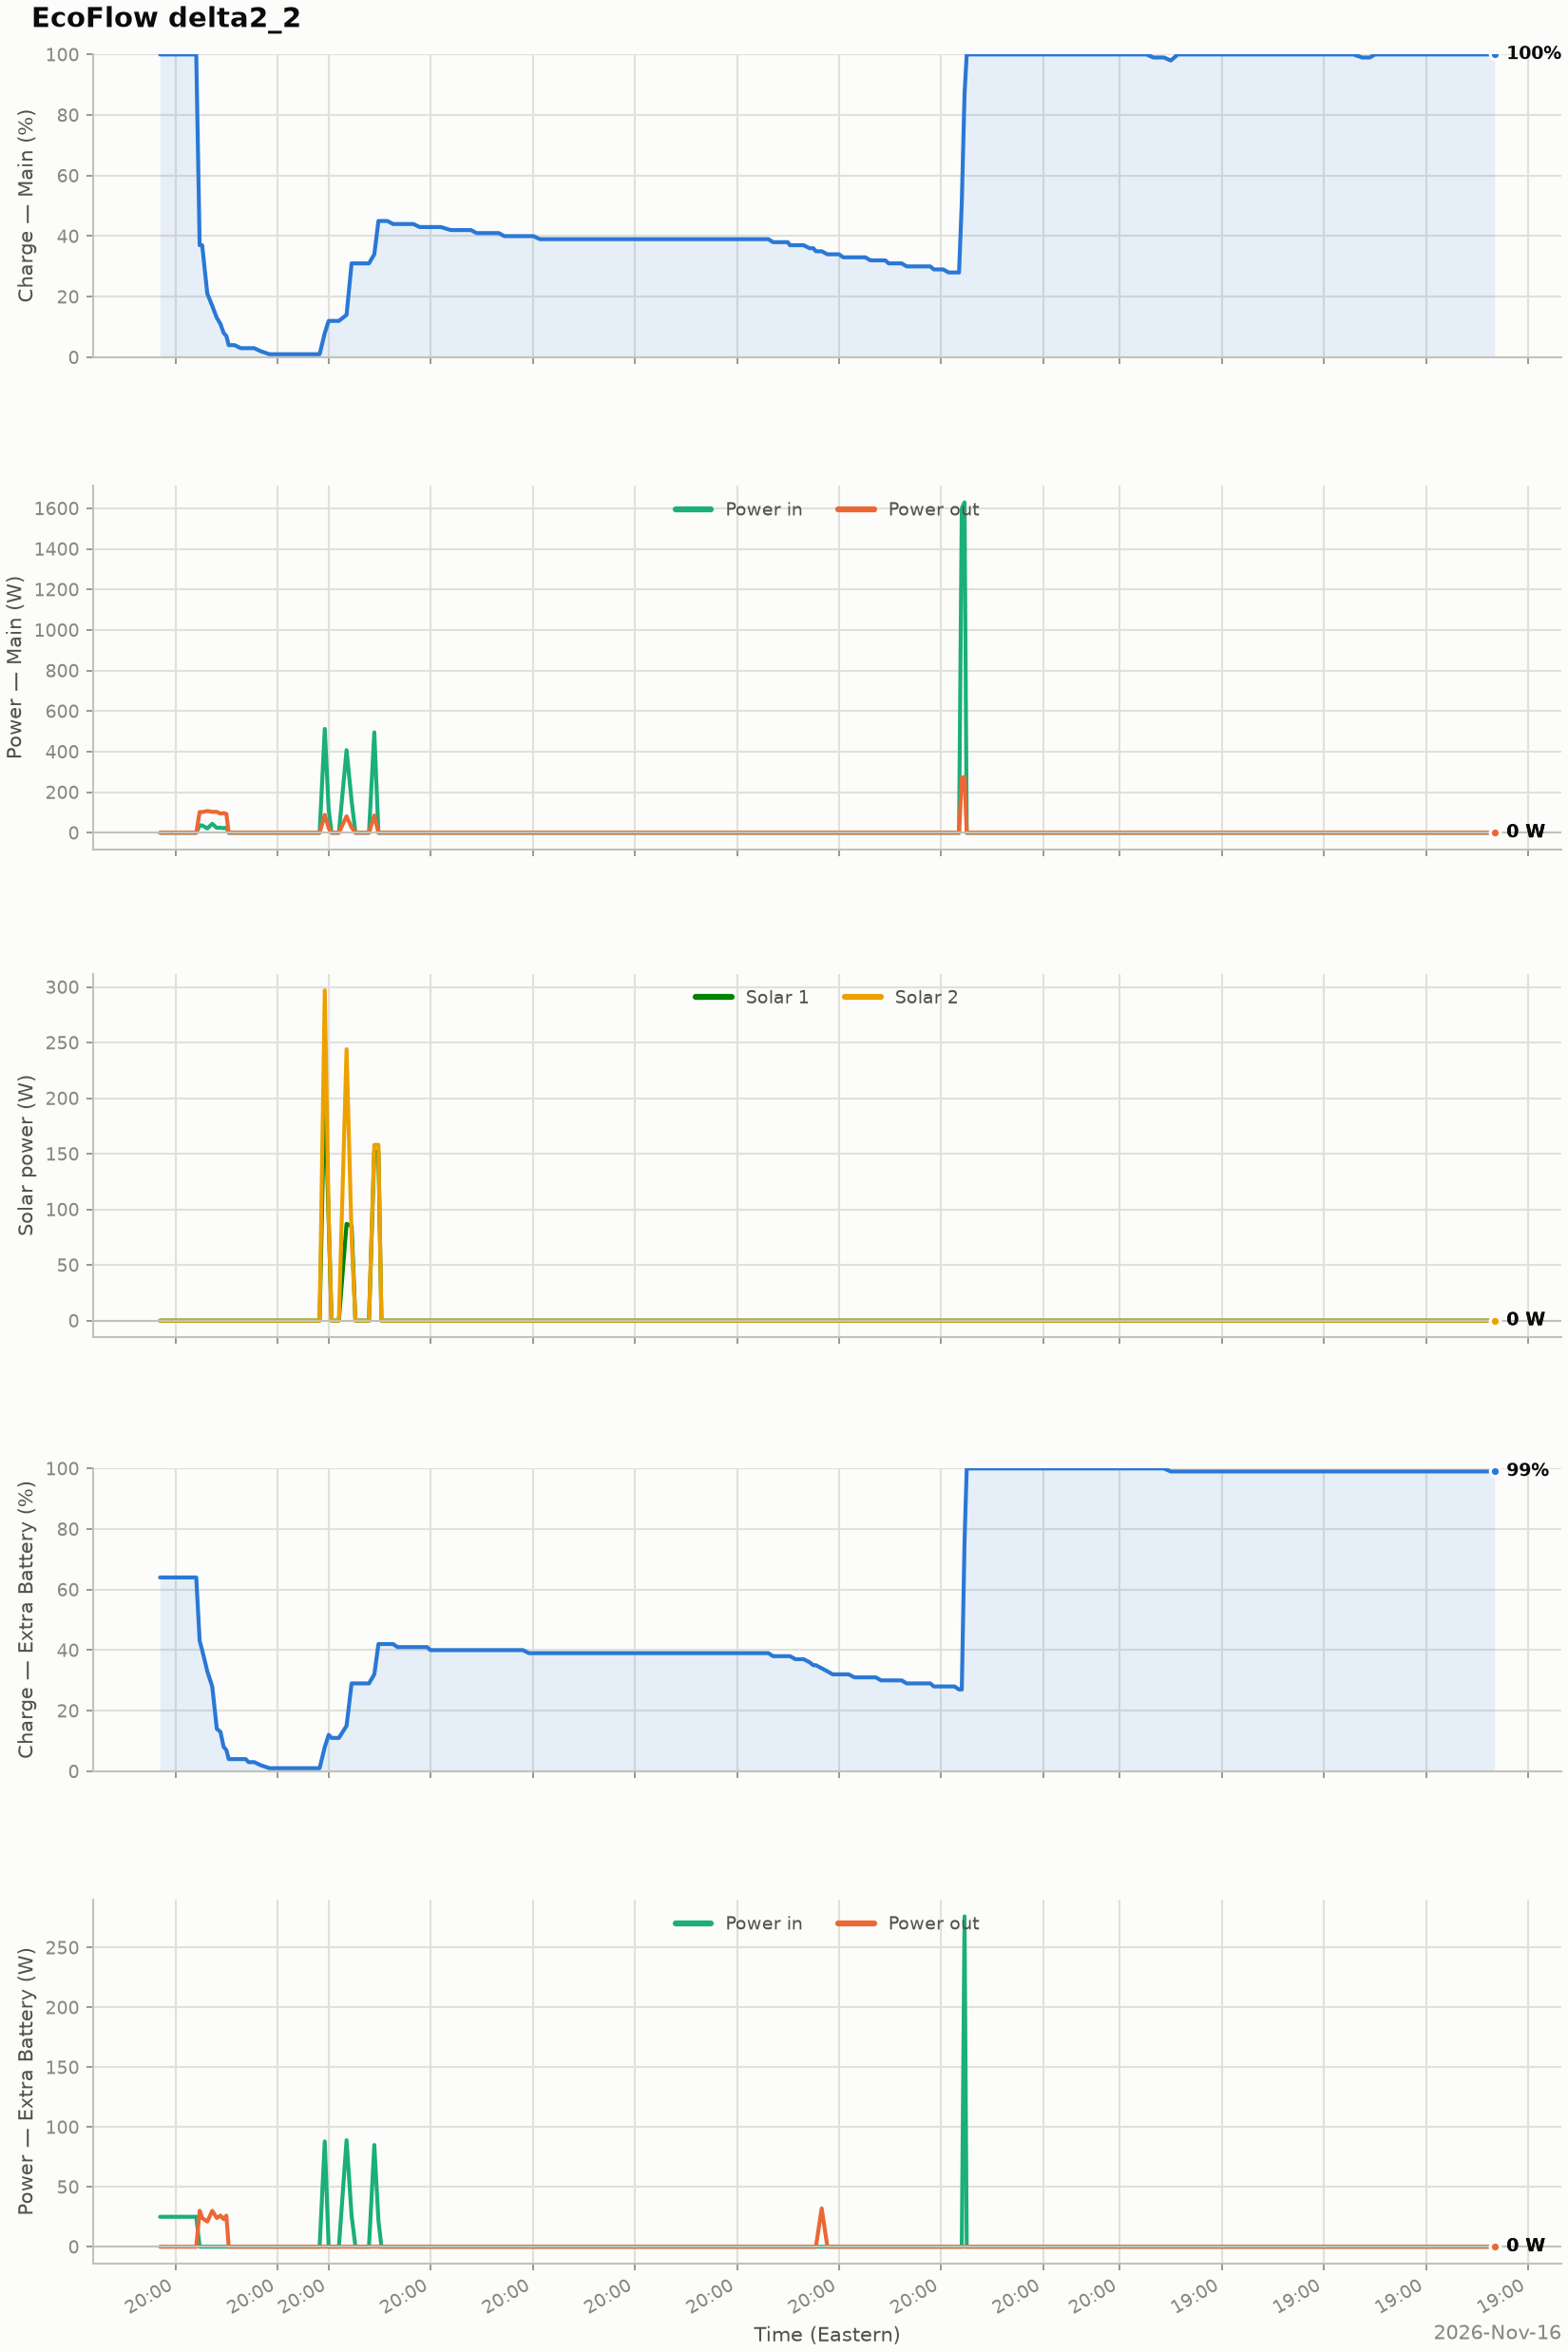 EcoFlow delta2_2
Charge — Main (%)
100
80
60
40
20
0
100%
Power — Main (W)
1600
1400
1200
1000
800
600
400
200
0
Power in
Power out
0 W
Solar power (W)
300
250
200
150
100
50
0
Solar 1
Solar 2
0 W
Charge — Extra Battery (%)
100
80
60
40
20
0
99%
Power — Extra Battery (W)
250
200
150
100
50
0
Power in
Power out
0 W
20:00 20:00 20:00 20:00 20:00 20:00 20:00 20:00 20:00 20:00 20:00 19:00 19:00 19:00 19:00
Time (Eastern)
2026-Nov-16